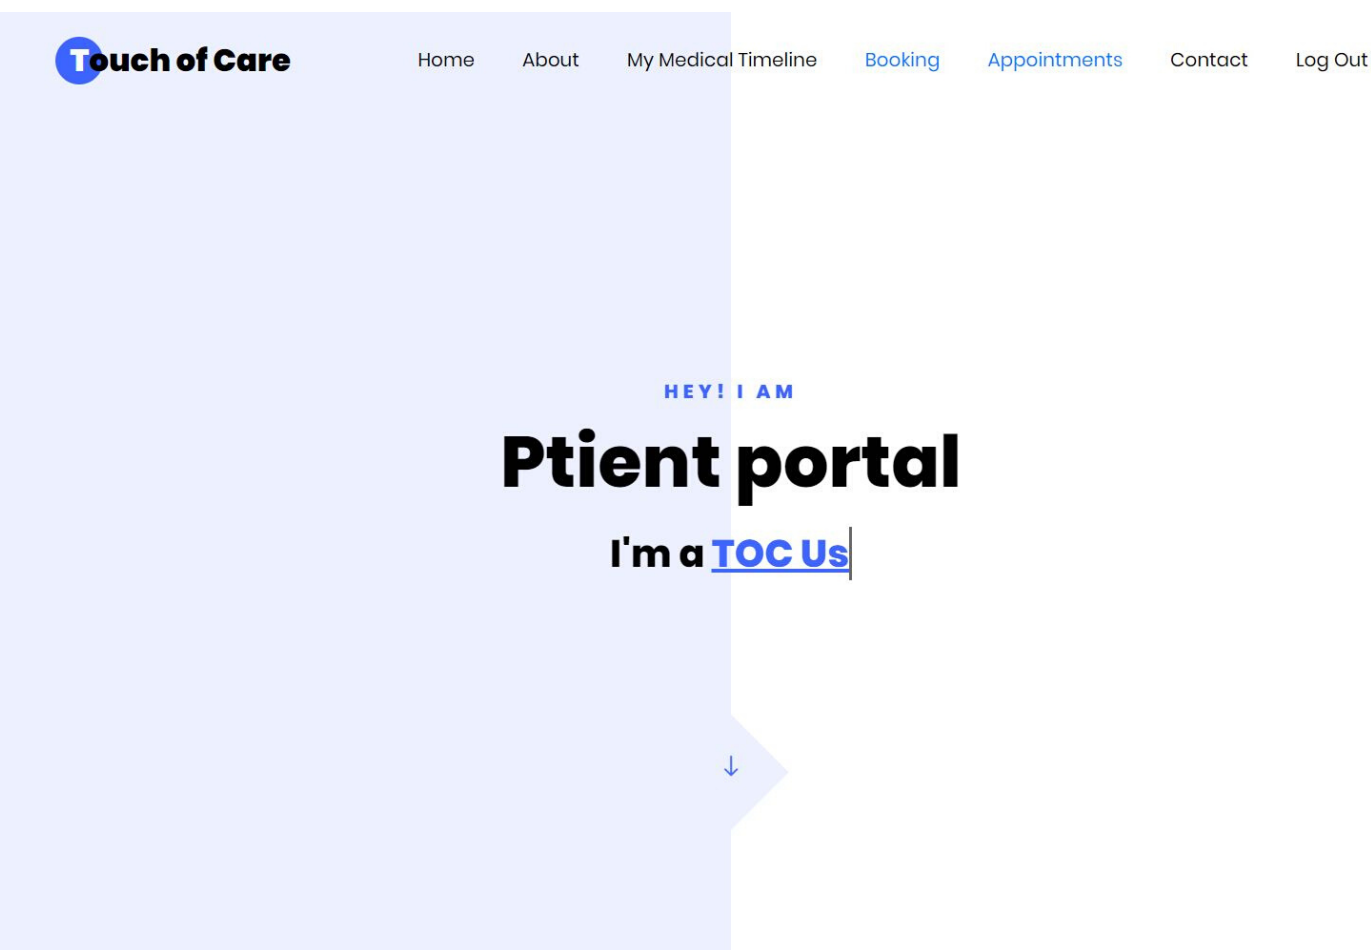 Touch of Care Home About My Medical Timeline Booking Appointments Contact Log Out
HEY! I AM
Ptient portal
I'm a TOC Us